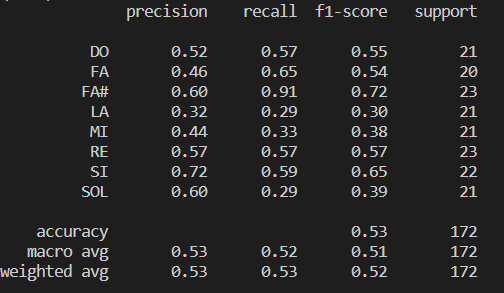 precision recall f1-score support
DO 0.52 0.57 0.55 21
FA 0.46 0.65 0.54 20
FA# 0.60 0.91 0.72 23
LA 0.32 0.29 0.30 21
MI 0.44 0.33 0.38 21
RE 0.57 0.57 0.57 23
SI 0.72 0.59 0.65 22
SOL 0.60 0.29 0.39 21
accuracy 0.53 172
macro avg 0.53 0.52 0.51 172
weighted avg 0.53 0.53 0.52 172